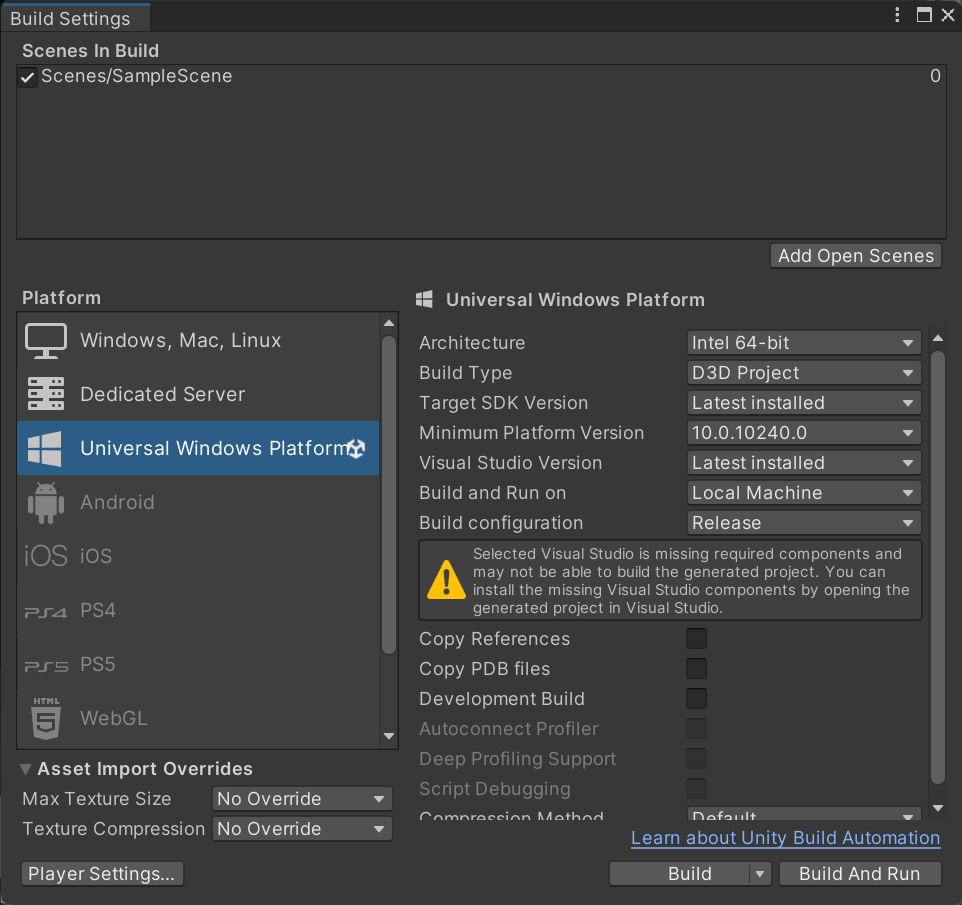 Build Settings
Scenes In Build
Scenes/SampleScene 0
Add Open Scenes
Platform
Windows, Mac, Linux
Dedicated Server
Universal Windows Platform
Android
iOS iOS
PS4 PS4
PS5 PS5
HTML 5 WebGL
Asset Import Overrides
Max Texture Size No Override
Texture Compression No Override
Player Settings...
Universal Windows Platform
Architecture Intel 64-bit
Build Type D3D Project
Target SDK Version Latest installed
Minimum Platform Version 10.0.10240.0
Visual Studio Version Latest installed
Build and Run on Local Machine
Build configuration Release
Selected Visual Studio is missing required components and
may not be able to build the generated project. You can
install the missing Visual Studio components by opening the
generated project in Visual Studio.
Copy References
Copy PDB files
Development Build
Autoconnect Profiler
Deep Profiling Support
Script Debugging
Compression Method Default
Learn about Unity Build Automation
Build Build And Run